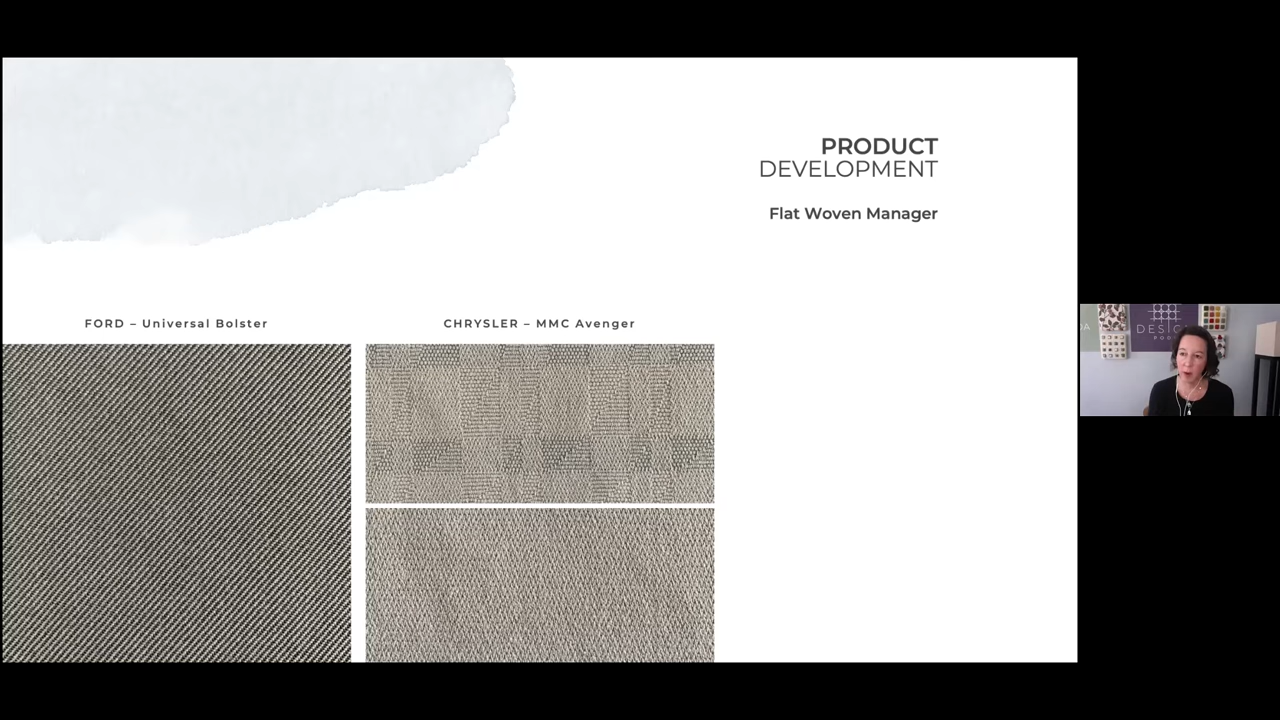 PRODUCT
DEVELOPMENT
Flat Woven Manager
FORD – Universal Bolster
CHRYSLER – MMC Avenger